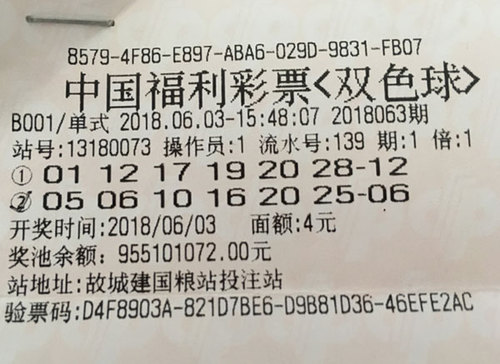 8579-4F86-E897-ABA6-029D-9831-FB07
中国福利彩票<双色球>
B001/单式 2018.06.03-15:48:07 2018063期
站号:13180073 操作员:1 流水号:139 期:1 倍:1
① 01 12 17 19 20 28-12
② 05 06 10 16 20 25-06
开奖时间:2018/06/03 面额:4元
奖池余额: 955101072.00元
站地址:故城建国粮站投注站
验票码:D4F8903A-821D7BE6-D9B81D36-46EFE2AC